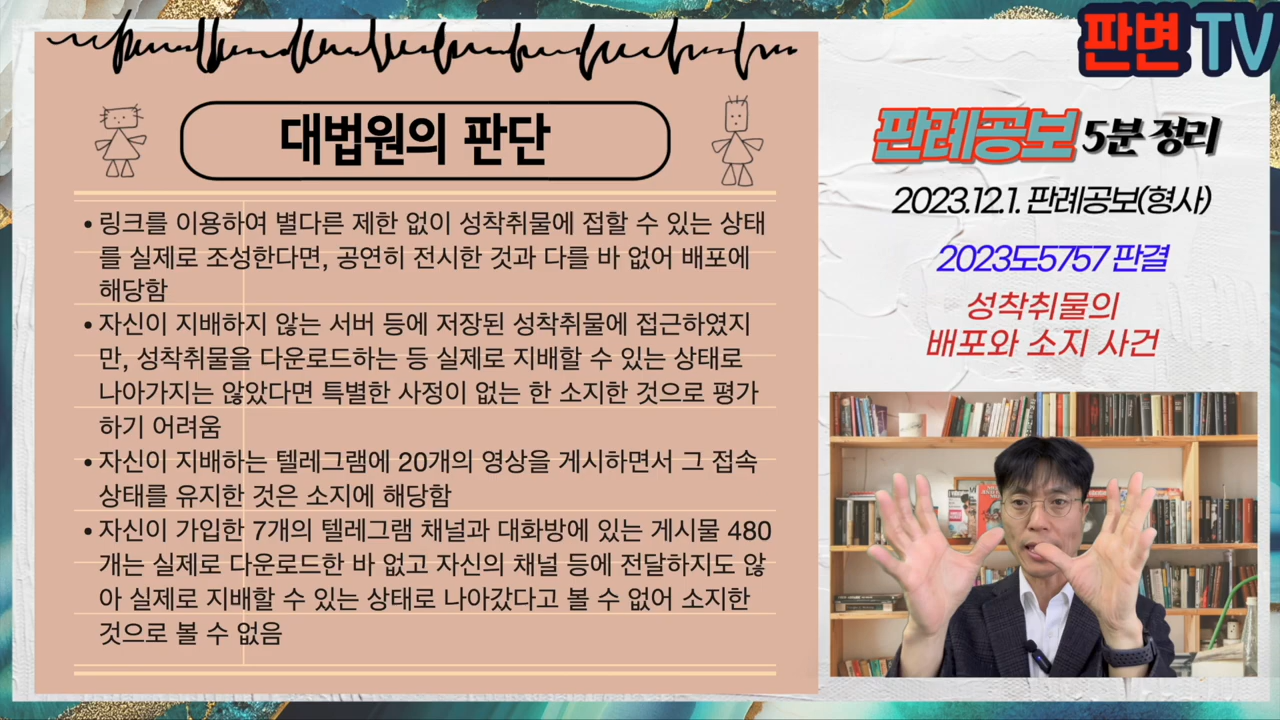 판변 TV
대법원의 판단
• 링크를 이용하여 별다른 제한 없이 성착취물에 접할 수 있는 상태
를 실제로 조성한다면, 공연히 전시한 것과 다를 바 없어 배포에
해당함
• 자신이 지배하지 않는 서버 등에 저장된 성착취물에 접근하였지
만, 성착취물을 다운로드하는 등 실제로 지배할 수 있는 상태로
나아가지는 않았다면 특별한 사정이 없는 한 소지한 것으로 평가
하기 어려움
• 자신이 지배하는 텔레그램에 20개의 영상을 게시하면서 그 접속
상태를 유지한 것은 소지에 해당함
• 자신이 가입한 7개의 텔레그램 채널과 대화방에 있는 게시물 480
개는 실제로 다운로드한 바 없고 자신의 채널 등에 전달하지도 않
아 실제로 지배할 수 있는 상태로 나아갔다고 볼 수 없어 소지한
것으로 볼 수 없음
판례공보 5분 정리
2023.12.1. 판례공보(형사)
2023도5757 판결
성착취물의
배포와 소지 사건